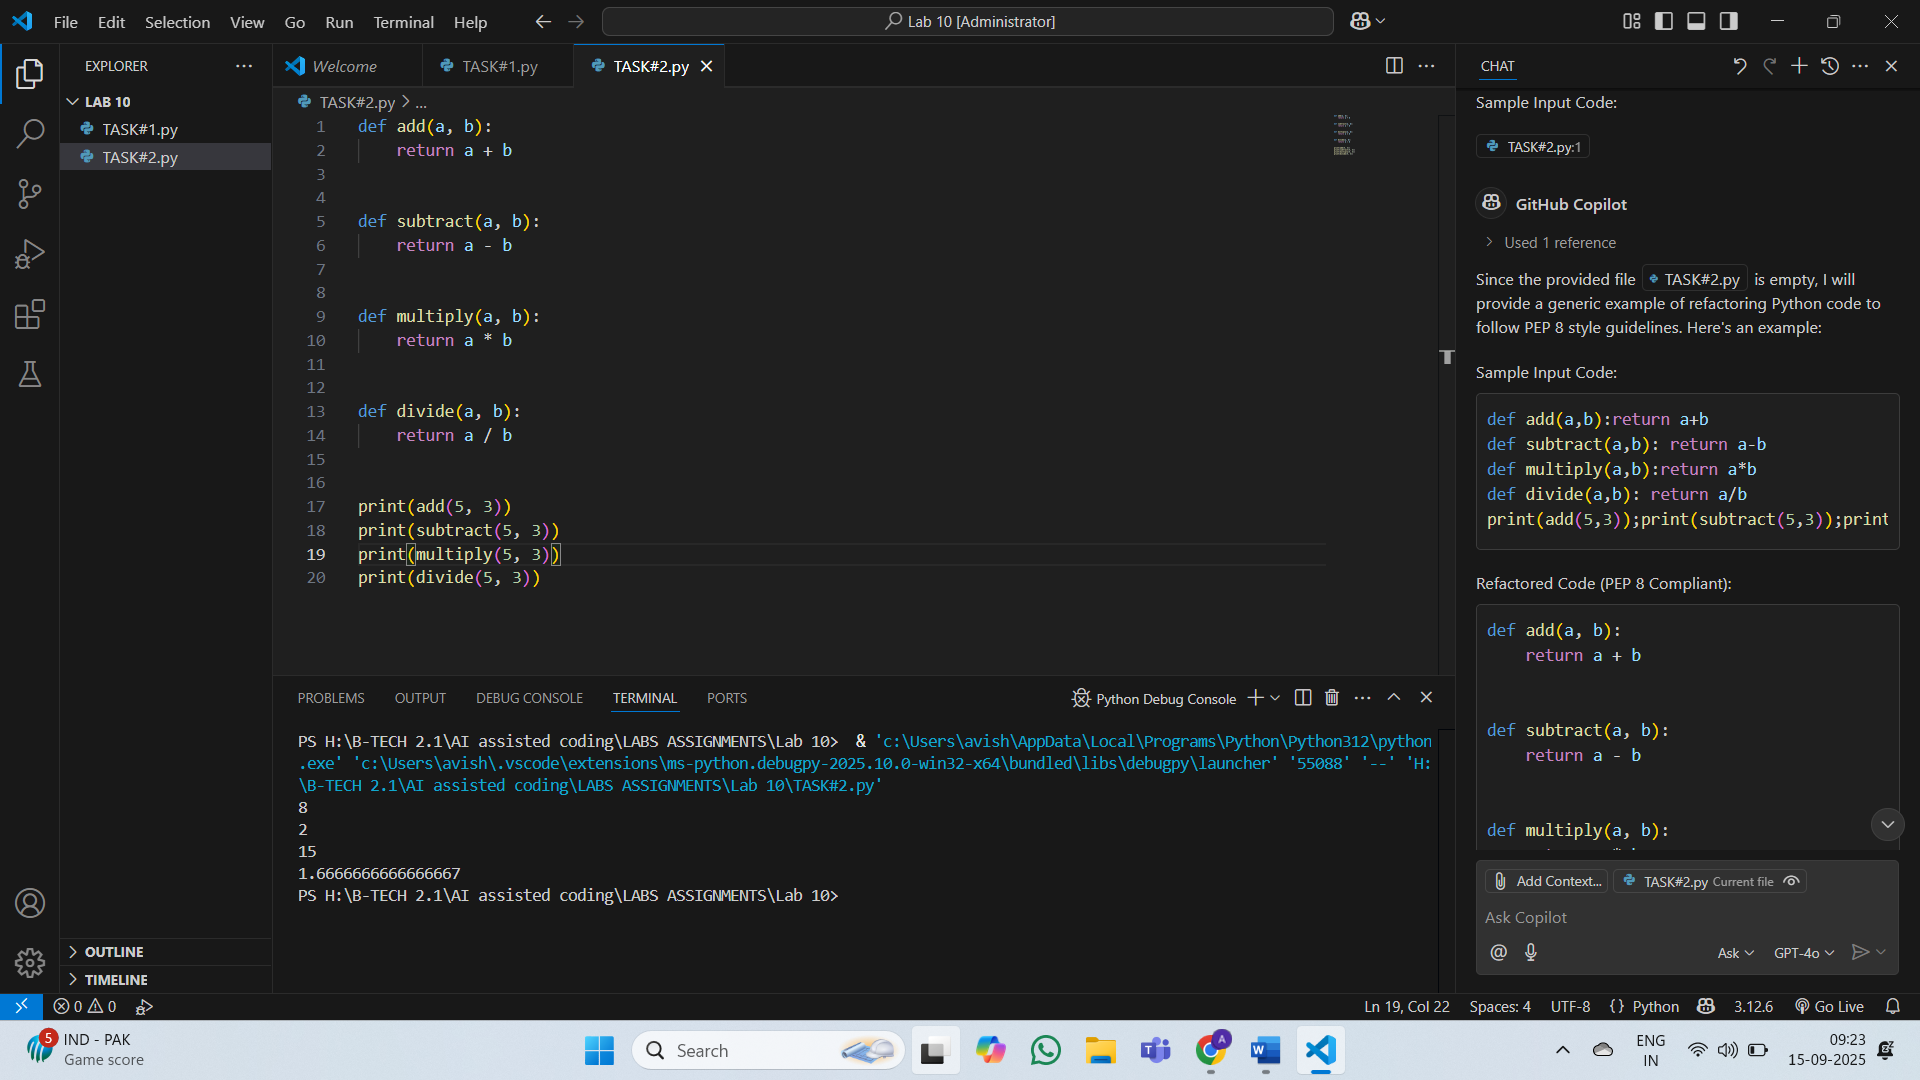 File Edit Selection View Go Run Terminal Help
Lab 10 [Administrator]
EXPLORER
LAB 10
TASK#1.py
TASK#2.py
OUTLINE
TIMELINE
Welcome
TASK#1.py
TASK#2.py
TASK#2.py > ...
1 def add(a, b):
2 return a + b
3
4
5 def subtract(a, b):
6 return a - b
7
8
9 def multiply(a, b):
10 return a * b
11
12
13 def divide(a, b):
14 return a / b
15
16
17 print(add(5, 3))
18 print(subtract(5, 3))
19 print(multiply(5, 3))
20 print(divide(5, 3))
PROBLEMS OUTPUT DEBUG CONSOLE TERMINAL PORTS
Python Debug Console
PS H:\B-TECH 2.1\AI assisted coding\LABS ASSIGNMENTS\Lab 10> & 'c:\Users\avish\AppData\Local\Programs\Python\Python312\python
.exe' 'c:\Users\avish\.vscode\extensions\ms-python.debugpy-2025.10.0-win32-x64\bundled\libs\debugpy\launcher' '55088' '--' 'H:
\B-TECH 2.1\AI assisted coding\LABS ASSIGNMENTS\Lab 10\TASK#2.py'
8
2
15
1.6666666666666667
PS H:\B-TECH 2.1\AI assisted coding\LABS ASSIGNMENTS\Lab 10>
CHAT
Sample Input Code:
TASK#2.py:1
GitHub Copilot
Used 1 reference
Since the provided file TASK#2.py is empty, I will
provide a generic example of refactoring Python code to
follow PEP 8 style guidelines. Here's an example:
Sample Input Code:
def add(a,b):return a+b
def subtract(a,b): return a-b
def multiply(a,b):return a*b
def divide(a,b): return a/b
print(add(5,3));print(subtract(5,3));print
Refactored Code (PEP 8 Compliant):
def add(a, b):
return a + b
def subtract(a, b):
return a - b
def multiply(a, b):
Add Context...
TASK#2.py Current file
Ask Copilot
@ Ask GPT-4o
0 0
Ln 19, Col 22 Spaces: 4 UTF-8 {} Python 3.12.6 Go Live
5
IND - PAK
Game score
Search
A
ENG
IN
09:23
15-09-2025